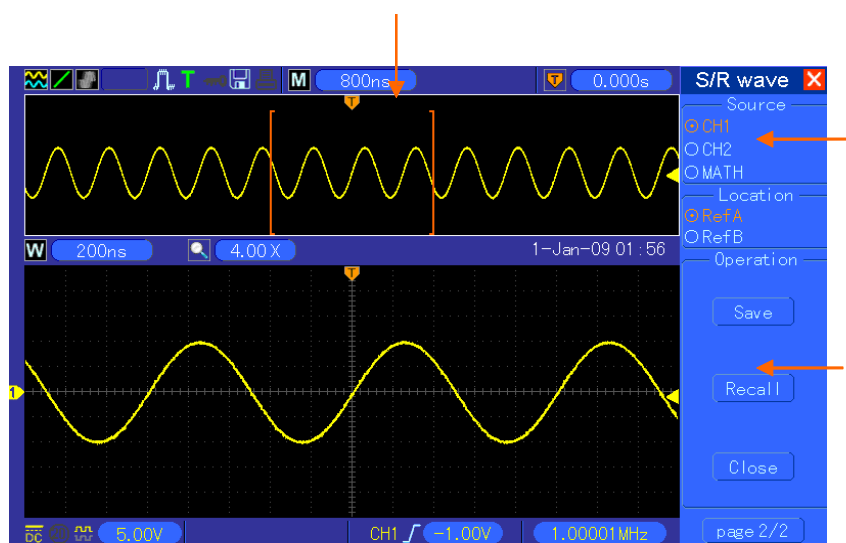 T M 800ns T 0.000s S/R wave X
Source
CH1
CH2
MATH
T
Location
RefA
RefB
W 200ns 4.00X 1-Jan-09 01:56
Operation
T
Save
1
Recall
Close
DC 5.00V CH1 -1.00V 1.00001MHz page 2/2